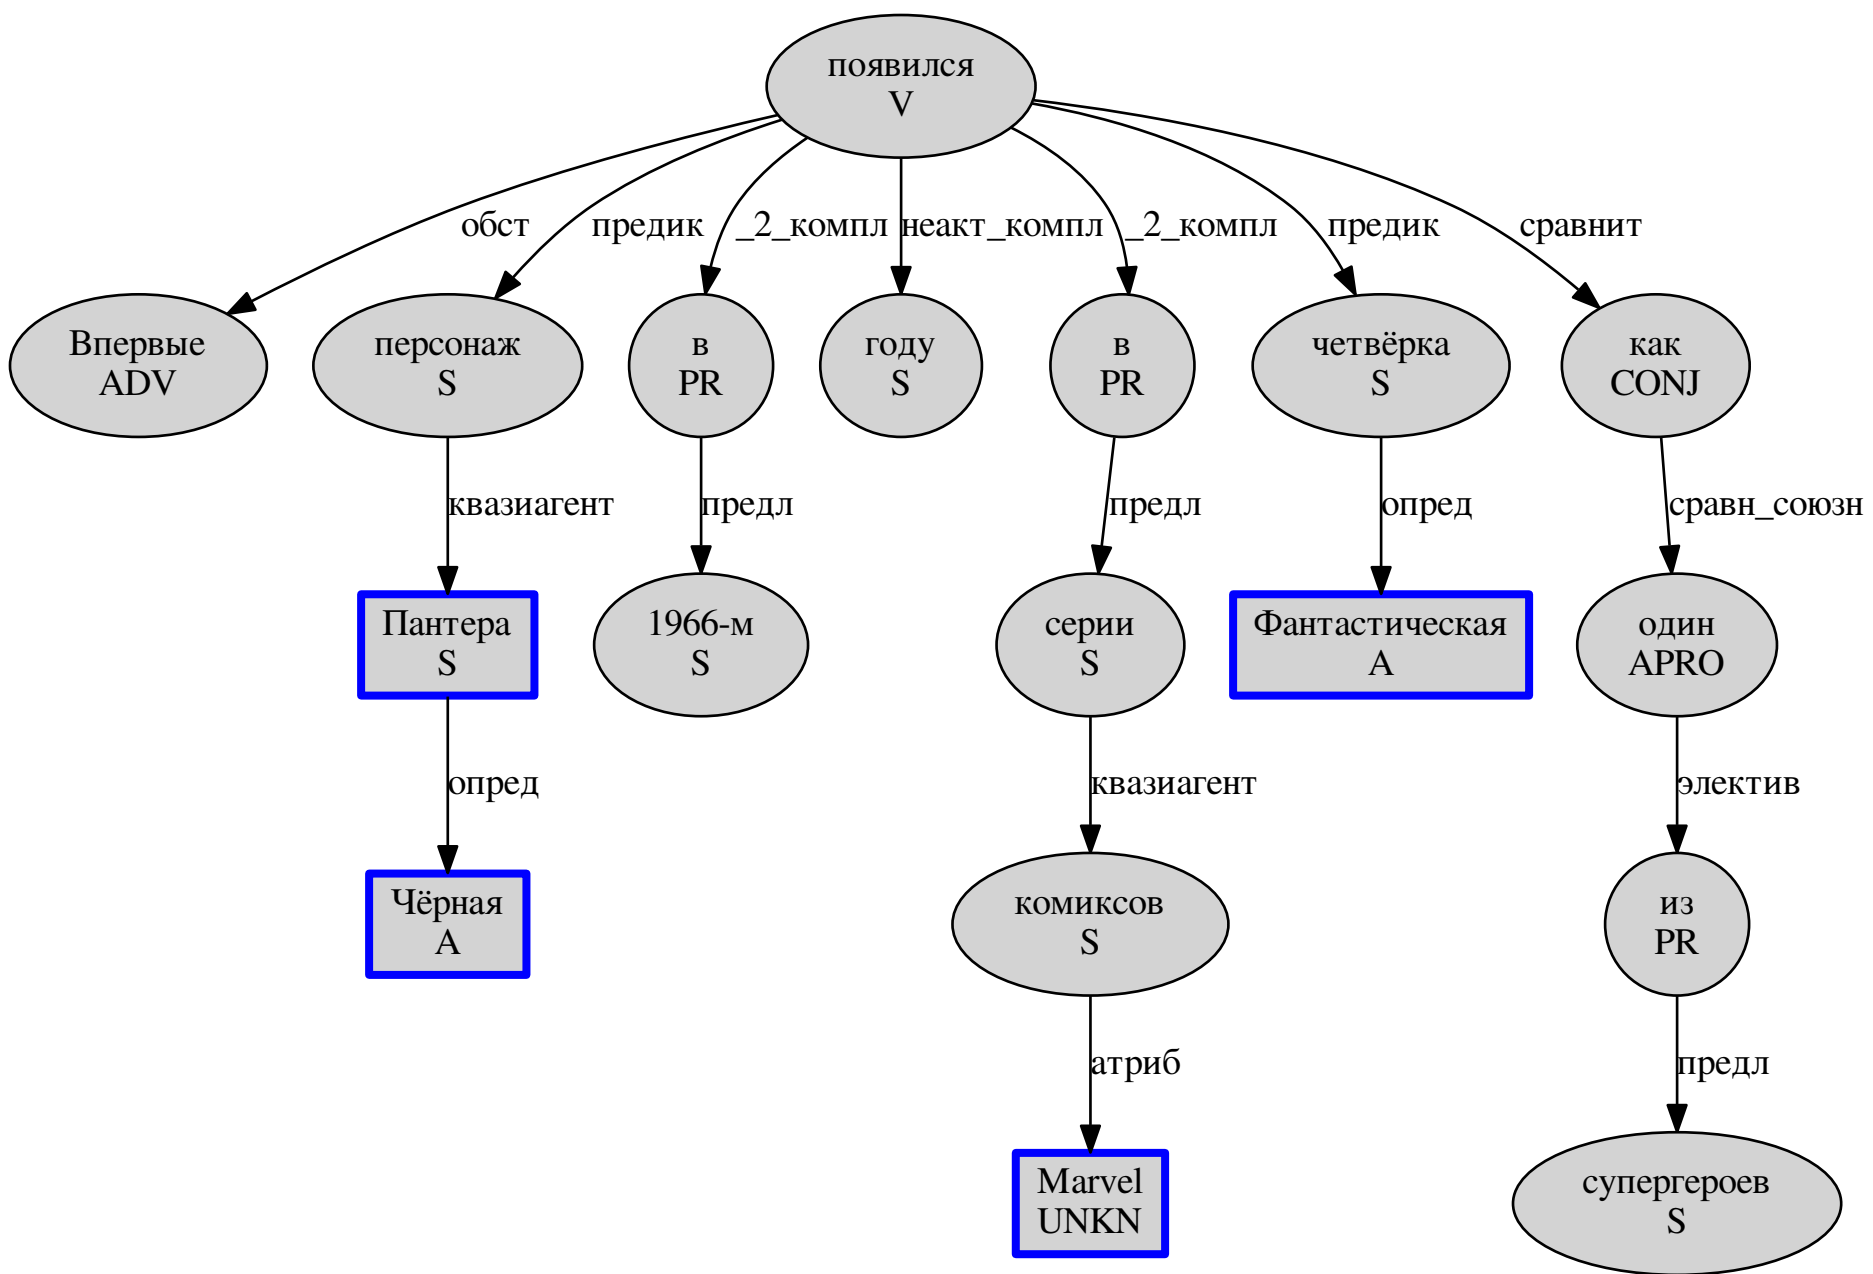 появился
V
обст
предик
_2_компл
неакт_компл
_2_компл
предик
сравнит
Впервые
ADV
персонаж
S
в
PR
году
S
в
PR
четвёрка
S
как
CONJ
квазиагент
предл
предл
опред
сравн_союзн
Пантера
S
1966-м
S
серии
S
Фантастическая
A
один
APRO
опред
квазиагент
электив
Чёрная
A
комиксов
S
из
PR
атриб
предл
Marvel
UNKN
супергероев
S